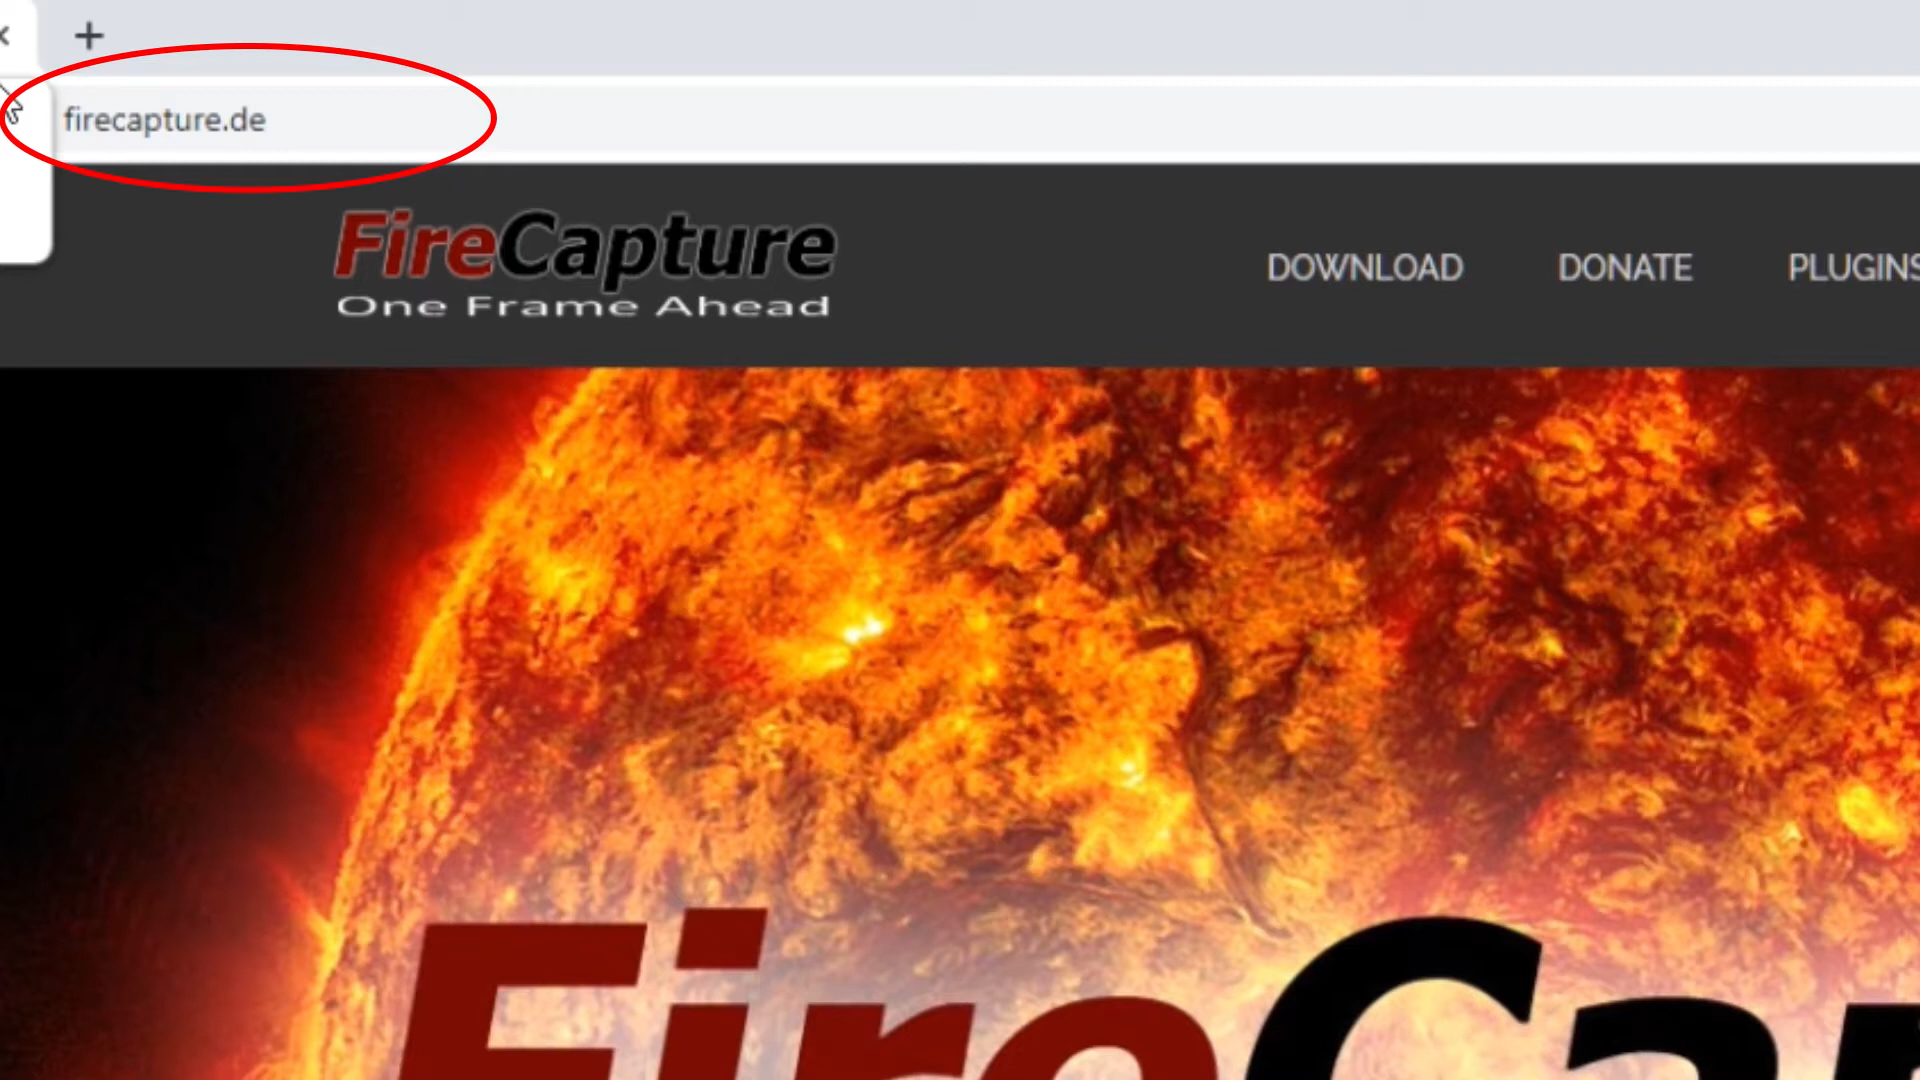 firecapture.de
FireCapture
One Frame Ahead
DOWNLOAD DONATE PLUGINS
FireCap